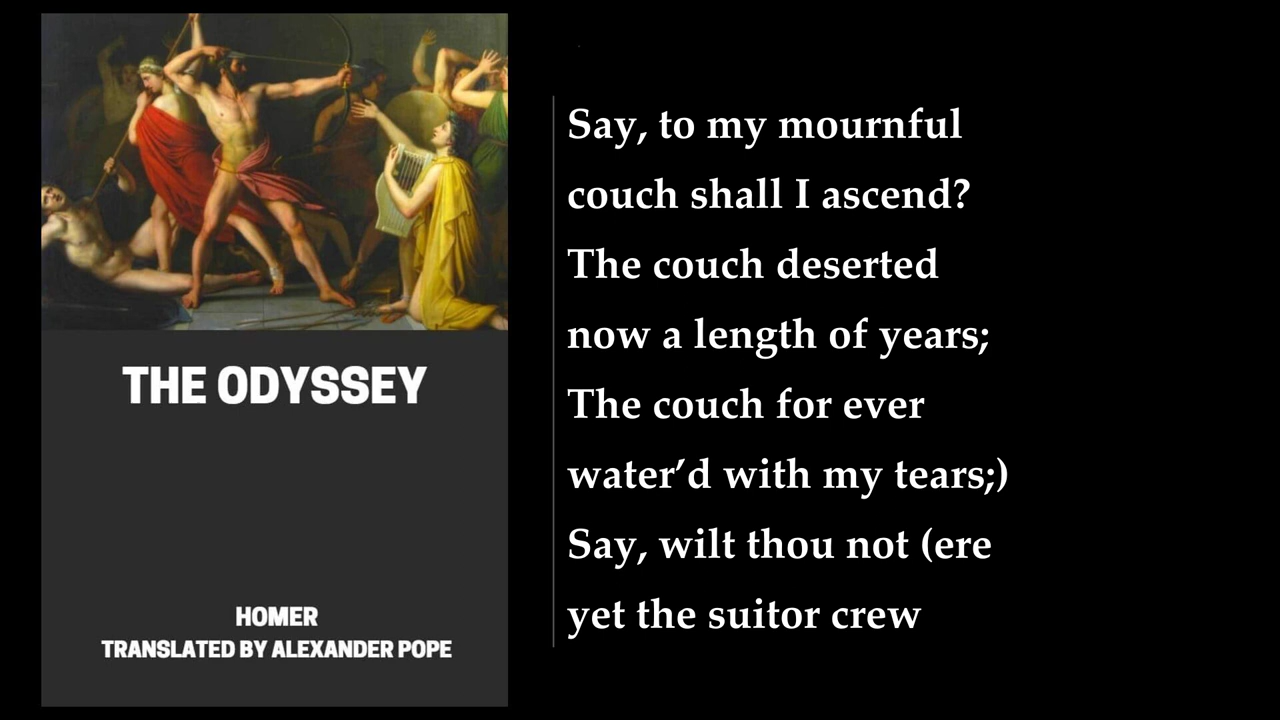 THE ODYSSEY
HOMER
TRANSLATED BY ALEXANDER POPE
Say, to my mournful
couch shall I ascend?
The couch deserted
now a length of years;
The couch for ever
water’d with my tears;)
Say, wilt thou not (ere
yet the suitor crew